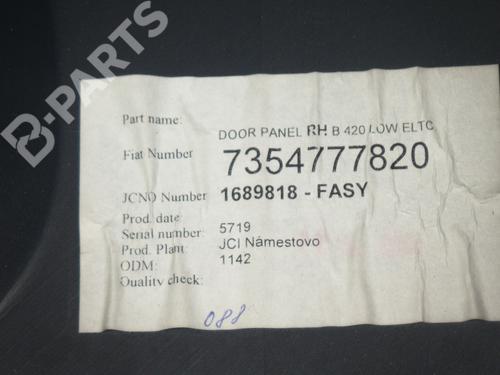 B-PARTS
Part name:
DOOR PANEL RH B 420 LOW ELTC
Fiat Number
7354777820
JCNO Number
1689818 - FASY
Prod. date
Serial number: 5719
Prod. Plant: JCI Námestovo
ODM: 1142
Quality check:
088